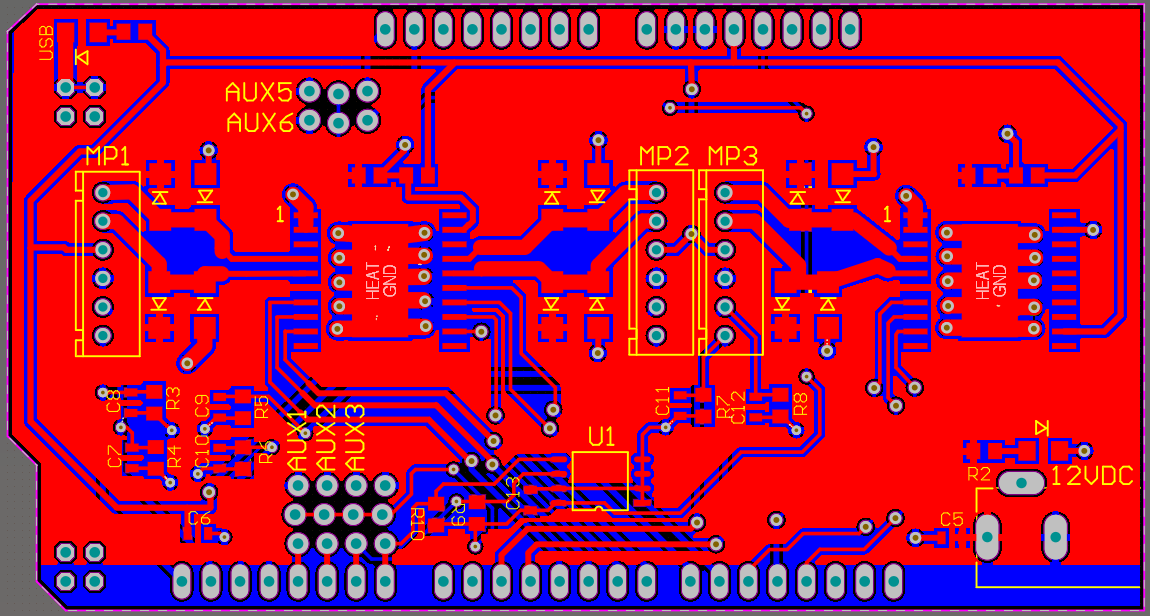 USB
AUX5
AUX6
MP1
MP2
MP3
1
1
HEAT
GND
HEAT
GND
C8
R3
C9
R5
C7
R4
C10
R6
AUX1
AUX2
AUX3
C11
R7
C12
R8
U1
R2
12VDC
C13
R10
R9
C6
C5